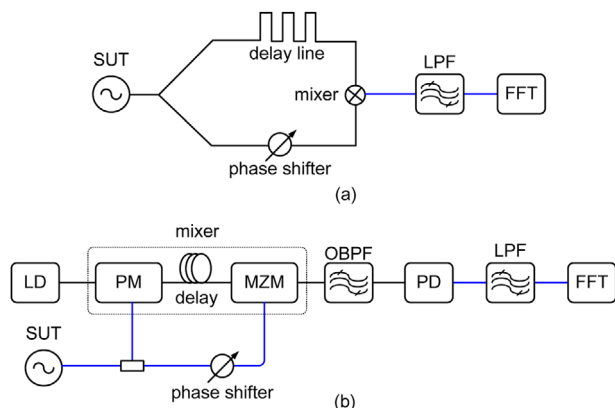 SUT
delay line
mixer
LPF
FFT
phase shifter
(a)
mixer
LD
PM
delay
MZM
OBPF
PD
LPF
FFT
SUT
phase shifter
(b)